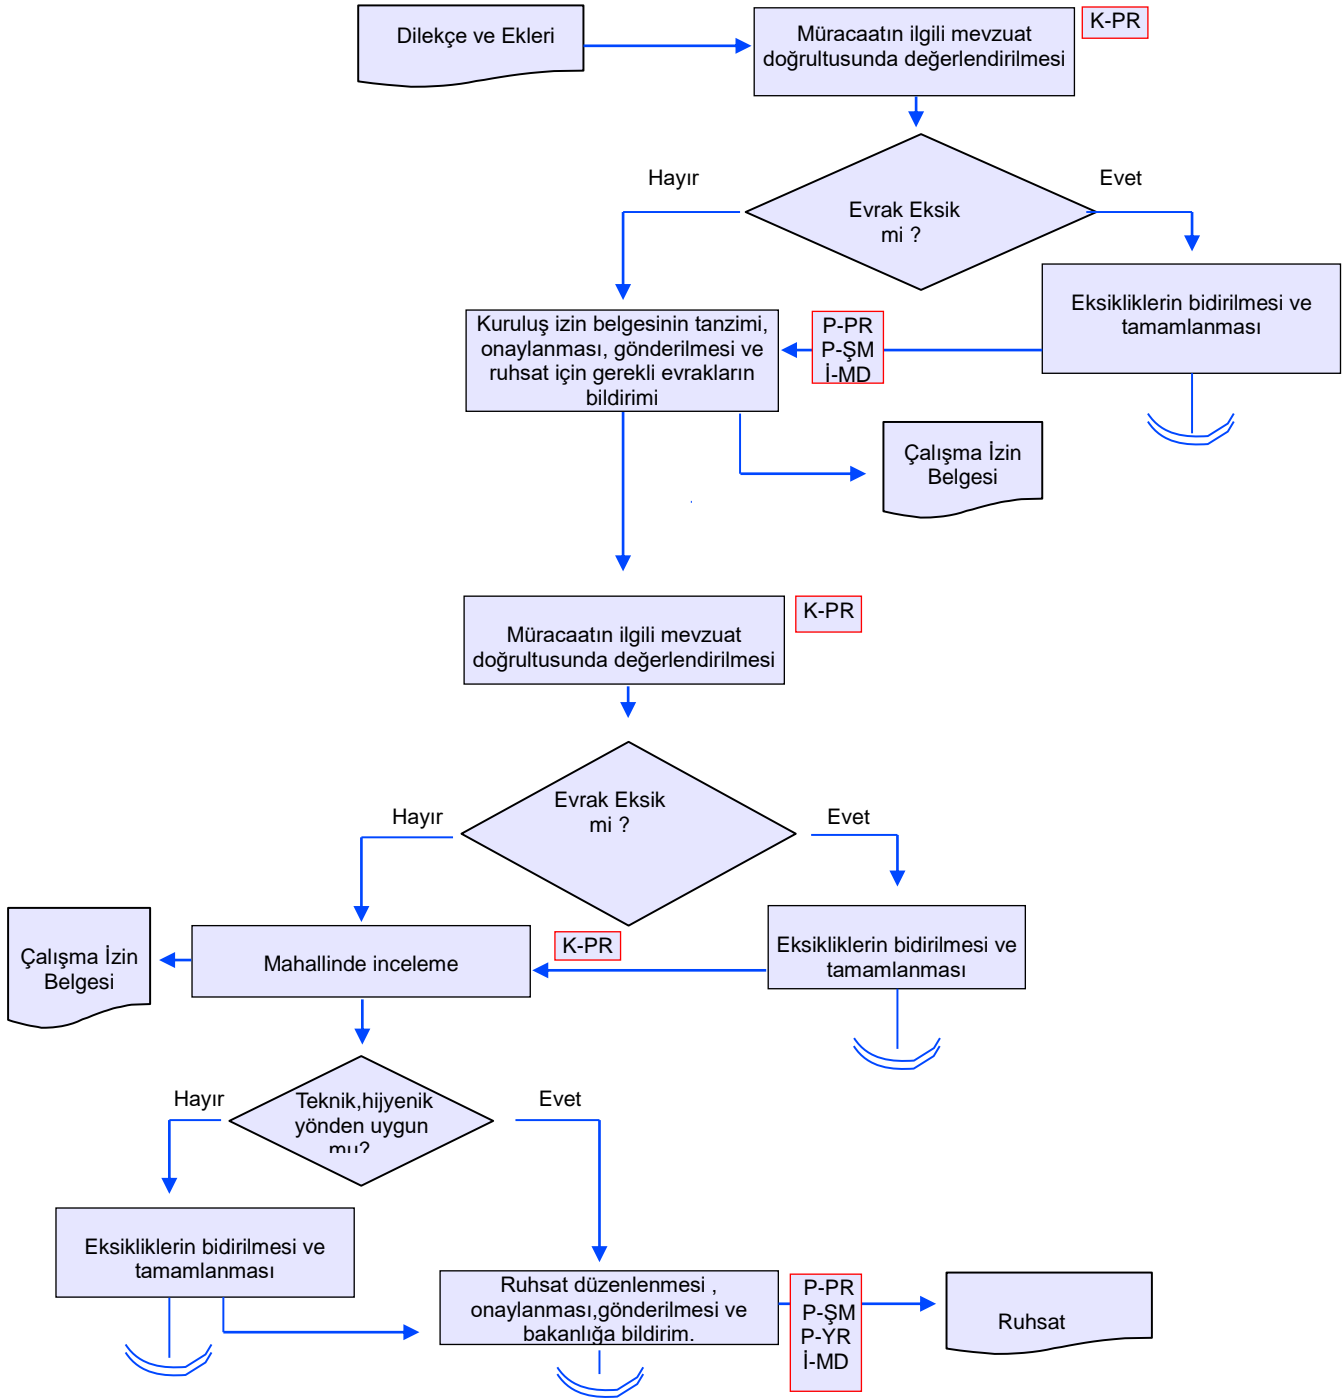 Dilekçe ve Ekleri
Müracaatın ilgili mevzuat
doğrultusunda değerlendirilmesi
K-PR
Hayır
Evet
Evrak Eksik
mi ?
Eksikliklerin bidirilmesi ve
tamamlanması
Kuruluş izin belgesinin tanzimi,
onaylanması, gönderilmesi ve
ruhsat için gerekli evrakların
bildirimi
P-PR
P-ŞM
İ-MD
Çalışma İzin
Belgesi
Müracaatın ilgili mevzuat
doğrultusunda değerlendirilmesi
K-PR
Evrak Eksik
mi ?
Hayır
Evet
Çalışma İzin
Belgesi
Mahallinde inceleme
K-PR
Eksikliklerin bidirilmesi ve
tamamlanması
Hayır
Teknik,hijyenik
yönden uygun
mu?
Evet
Eksikliklerin bidirilmesi ve
tamamlanması
Ruhsat düzenlenmesi ,
onaylanması,gönderilmesi ve
bakanlığa bildirim.
P-PR
P-ŞM
P-YR
İ-MD
Ruhsat